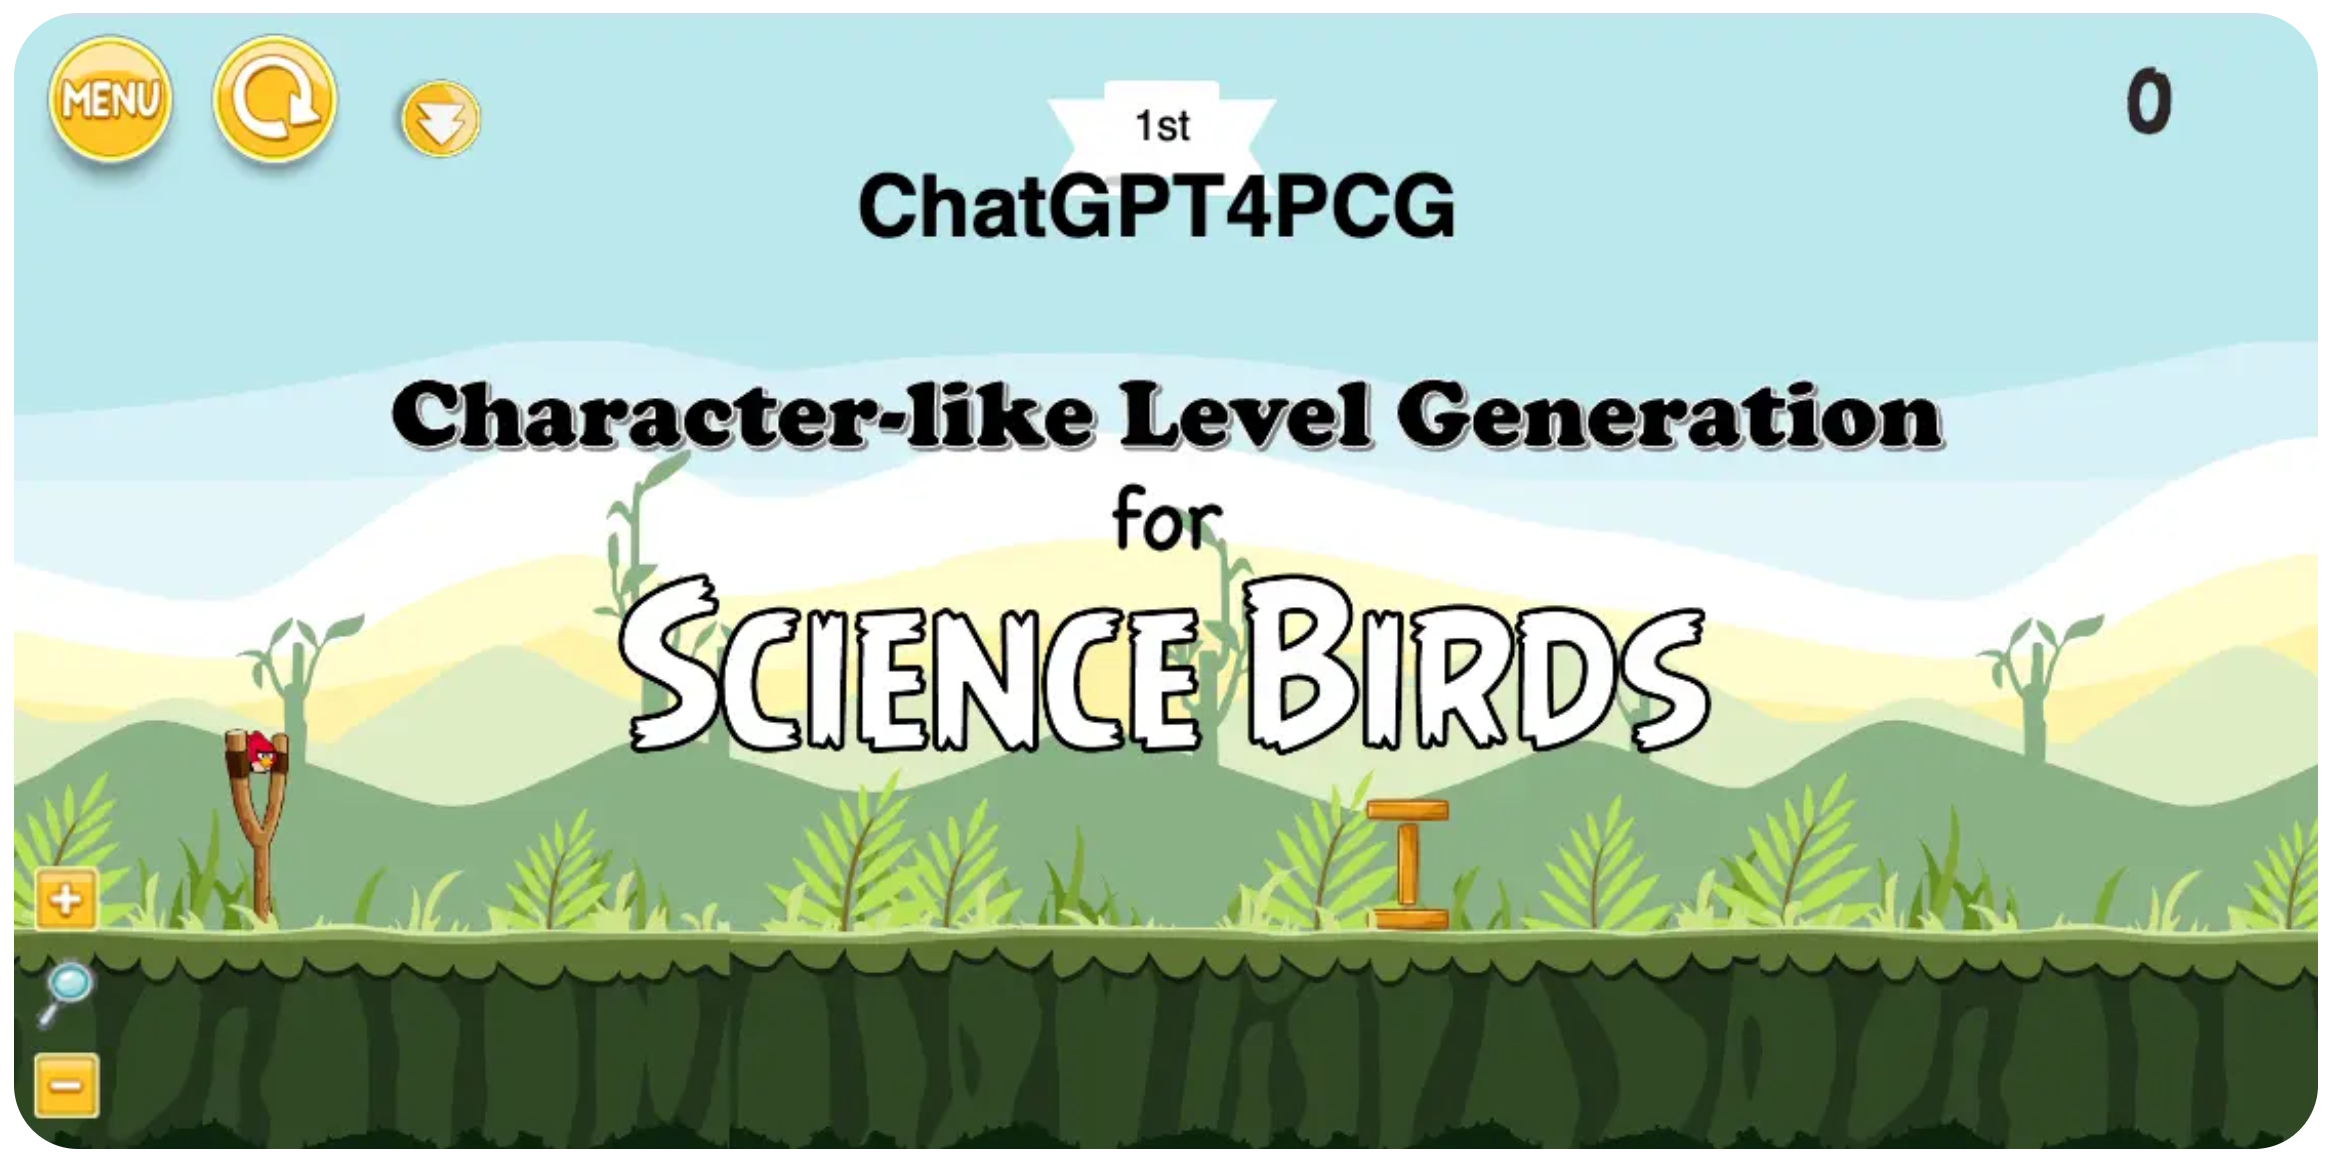 MENU
0
1st
ChatGPT4PCG
Character-like Level Generation
for
SCIENCE BIRDS